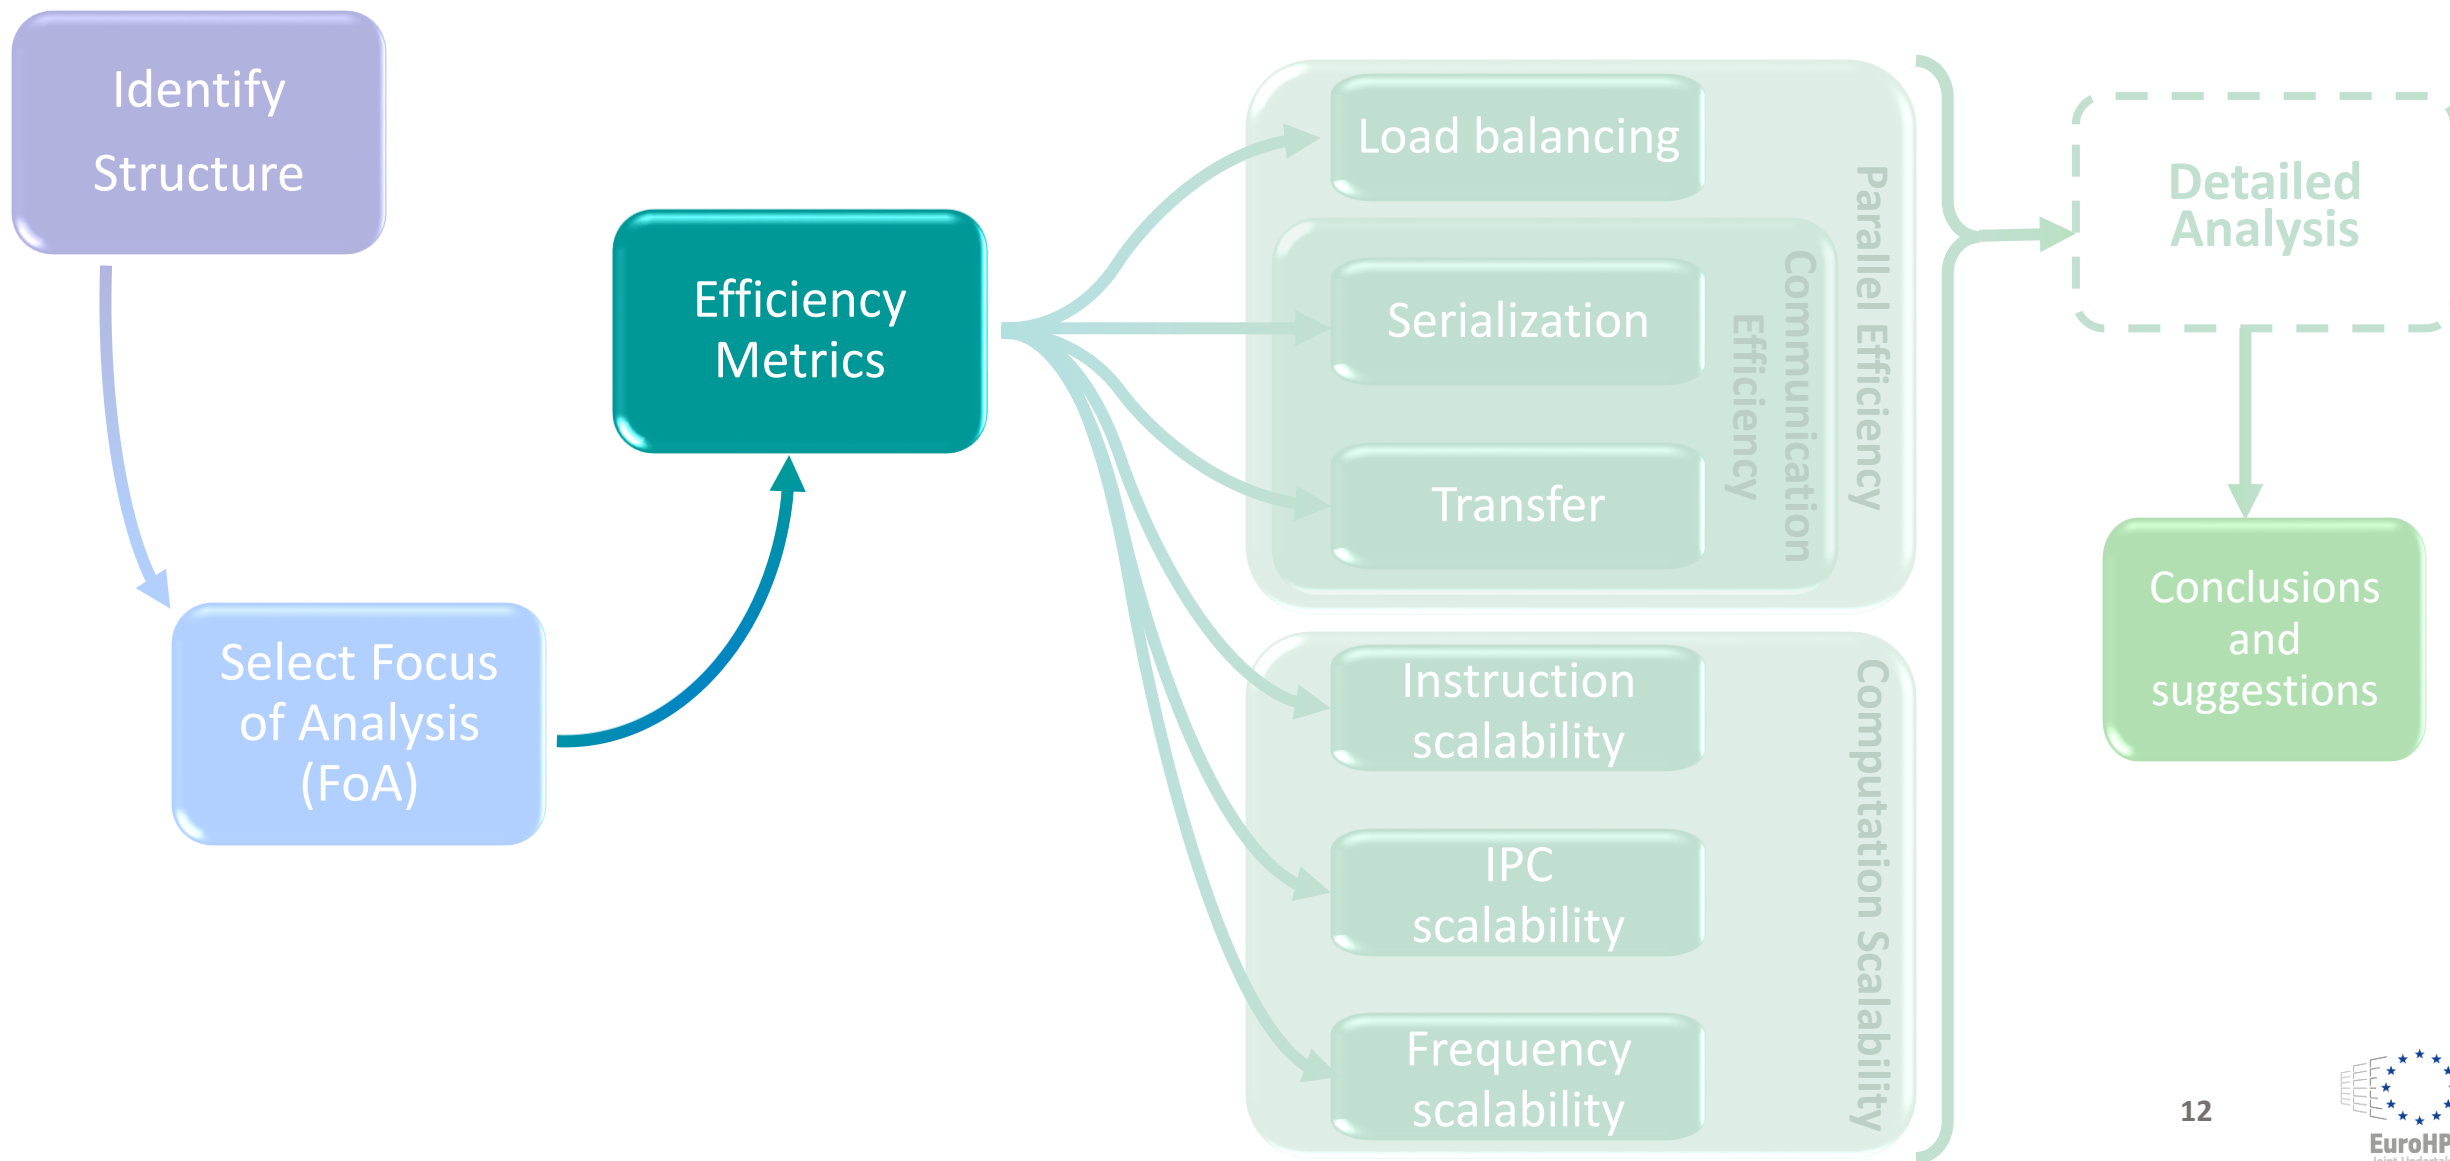 Identify
Structure
Select Focus
of Analysis
(FoA)
Efficiency
Metrics
Load balancing
Serialization
Transfer
Communication
Efficiency
Parallel Efficiency
Instruction
scalability
IPC
scalability
Frequency
scalability
Computation Scalability
Detailed
Analysis
Conclusions
and
suggestions
12
EuroHP